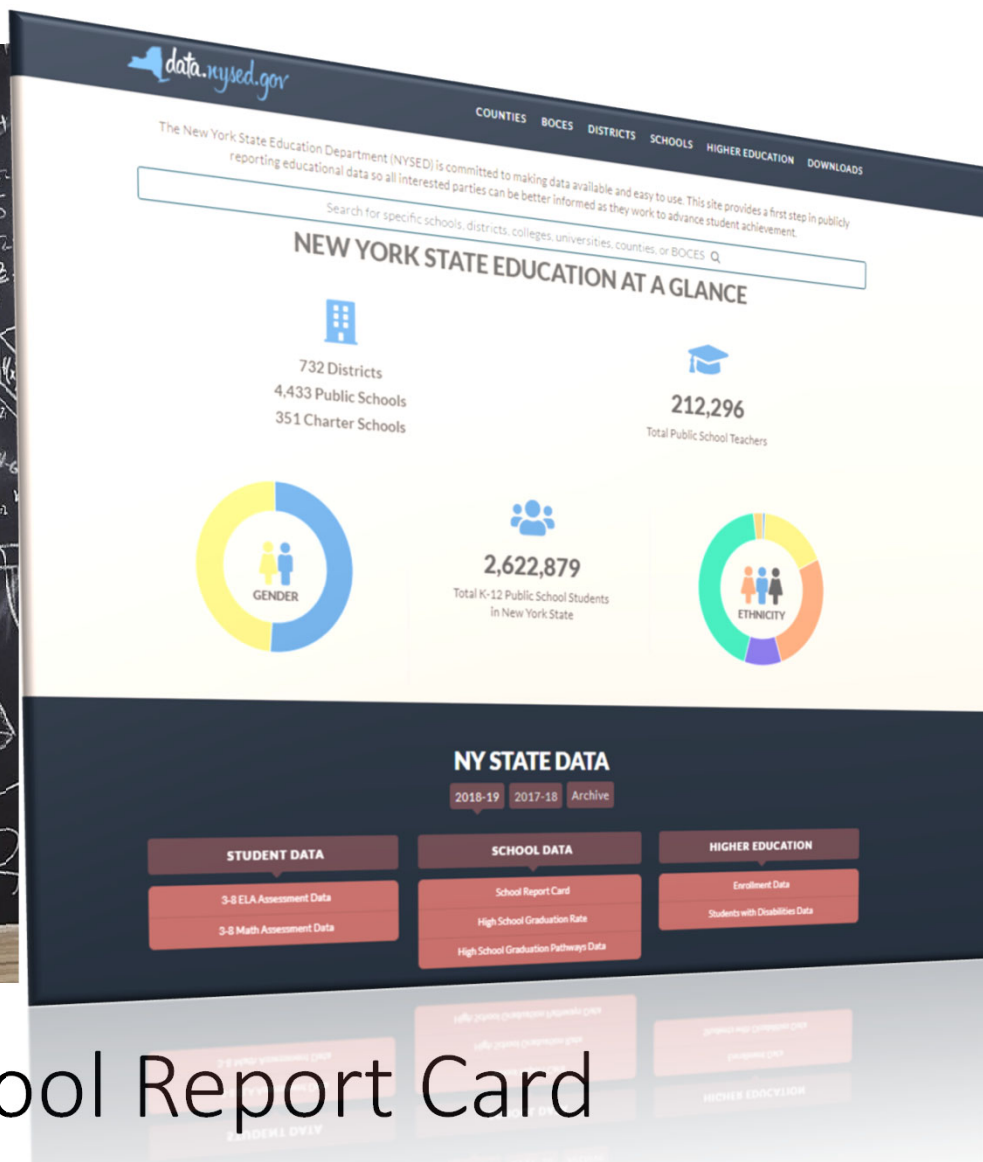 data.nysed.gov
COUNTIES BOCES DISTRICTS SCHOOLS HIGHER EDUCATION DOWNLOADS
The New York State Education Department (NYSED) is committed to making data available and easy to use. This site provides a first step in publicly
reporting educational data so all interested parties can be better informed as they work to advance student achievement.
Search for specific schools, districts, colleges, universities, counties, or BOCES
NEW YORK STATE EDUCATION AT A GLANCE
732 Districts
4,433 Public Schools
351 Charter Schools
212,296
Total Public School Teachers
GENDER
2,622,879
Total K-12 Public School Students
in New York State
ETHNICITY
NY STATE DATA
2018-19 2017-18 Archive
STUDENT DATA
3-8 ELA Assessment Data
3-8 Math Assessment Data
SCHOOL DATA
School Report Card
High School Graduation Rate
High School Graduation Pathways Data
HIGHER EDUCATION
Enrollment Data
Students with Disabilities Data
ool Report Card